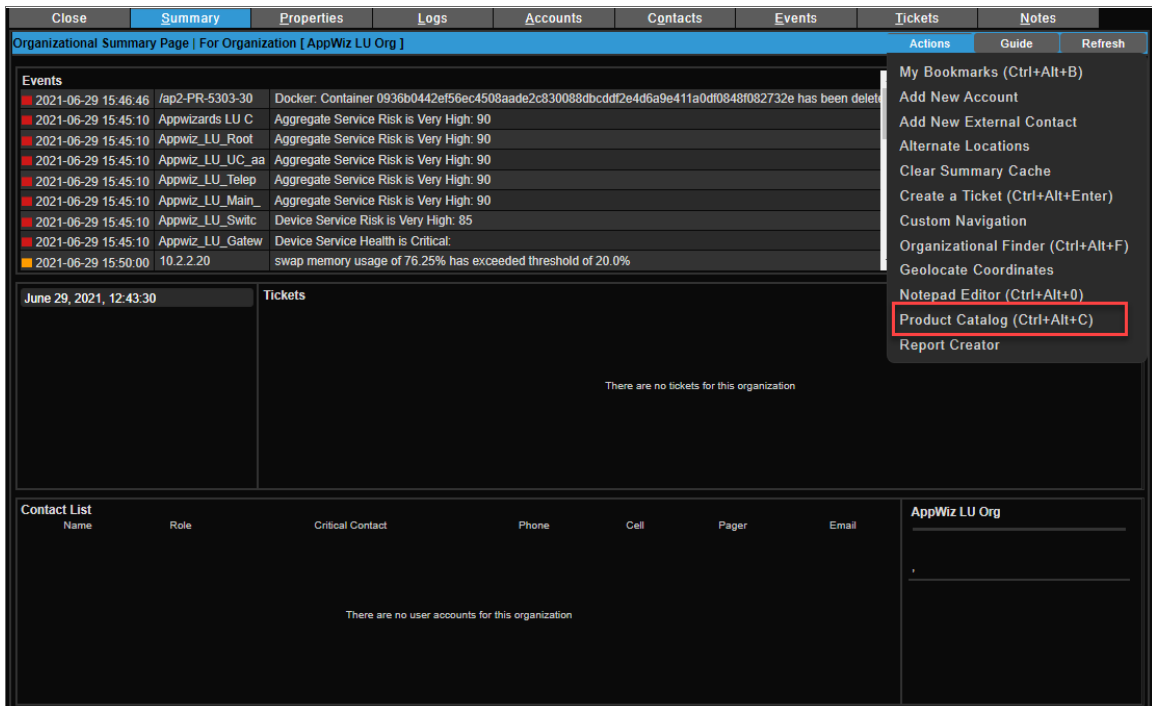 Close Summary Properties Logs Accounts Contacts Events Tickets Notes
Organizational Summary Page | For Organization [ AppWiz LU Org ] Actions Guide Refresh
Events
2021-06-29 15:46:46 /ap2-PR-5303-30 Docker: Container 0936b0442ef56ec4508aade2c830088dbcddf2e4d6a9e411a0df0848f082732e has been delete
2021-06-29 15:45:10 Appwizards LU C Aggregate Service Risk is Very High: 90
2021-06-29 15:45:10 Appwiz_LU_Root Aggregate Service Risk is Very High: 90
2021-06-29 15:45:10 Appwiz_LU_UC_aa Aggregate Service Risk is Very High: 90
2021-06-29 15:45:10 Appwiz_LU_Telep Aggregate Service Risk is Very High: 90
2021-06-29 15:45:10 Appwiz_LU_Main_ Aggregate Service Risk is Very High: 90
2021-06-29 15:45:10 Appwiz_LU_Switc Device Service Risk is Very High: 85
2021-06-29 15:45:10 Appwiz_LU_Gatew Device Service Health is Critical:
2021-06-29 15:50:00 10.2.2.20 swap memory usage of 76.25% has exceeded threshold of 20.0%
My Bookmarks (Ctrl+Alt+B)
Add New Account
Add New External Contact
Alternate Locations
Clear Summary Cache
Create a Ticket (Ctrl+Alt+Enter)
Custom Navigation
Organizational Finder (Ctrl+Alt+F)
Geolocate Coordinates
Notepad Editor (Ctrl+Alt+0)
Product Catalog (Ctrl+Alt+C)
Report Creator
June 29, 2021, 12:43:30
Tickets
There are no tickets for this organization
Contact List
Name Role Critical Contact Phone Cell Pager Email
There are no user accounts for this organization
AppWiz LU Org
,